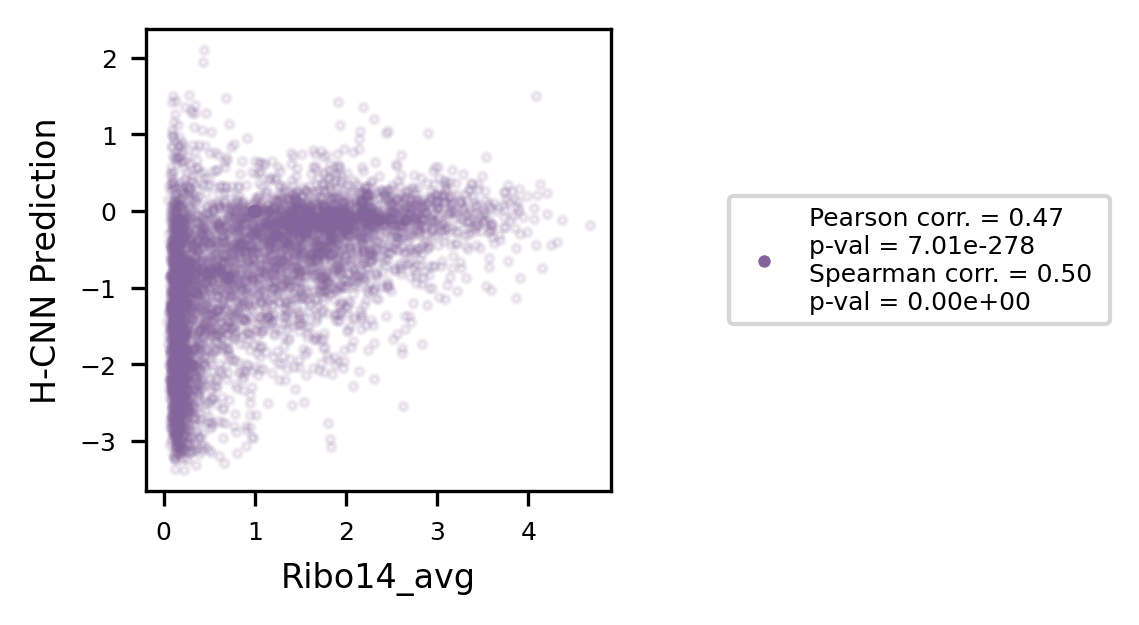 2
1
0
−1
−2
−3
H-CNN Prediction
0 1 2 3 4
Ribo14_avg
Pearson corr. = 0.47
p-val = 7.01e-278
Spearman corr. = 0.50
p-val = 0.00e+00